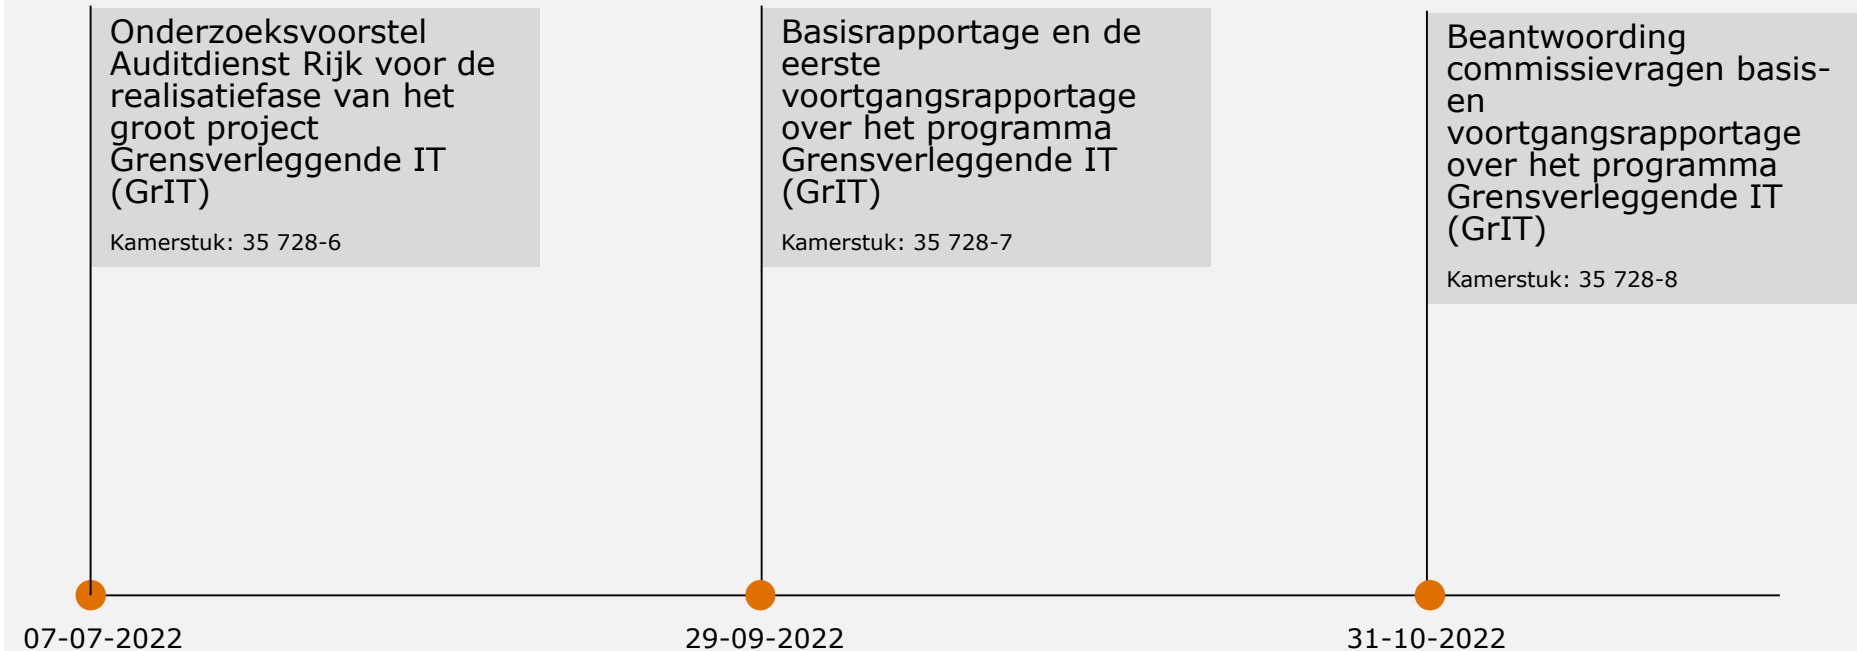 Onderzoeksvoorstel
Auditdienst Rijk voor de
realisatiefase van het
groot project
Grensverleggende IT
(GrIT)
Kamerstuk: 35 728-6
Basisrapportage en de
eerste
voortgangsrapportage
over het programma
Grensverleggende IT
(GrIT)
Kamerstuk: 35 728-7
Beantwoording
commissievragen basis-
en
voortgangsrapportage
over het programma
Grensverleggende IT
(GrIT)
Kamerstuk: 35 728-8
07-07-2022
29-09-2022
31-10-2022